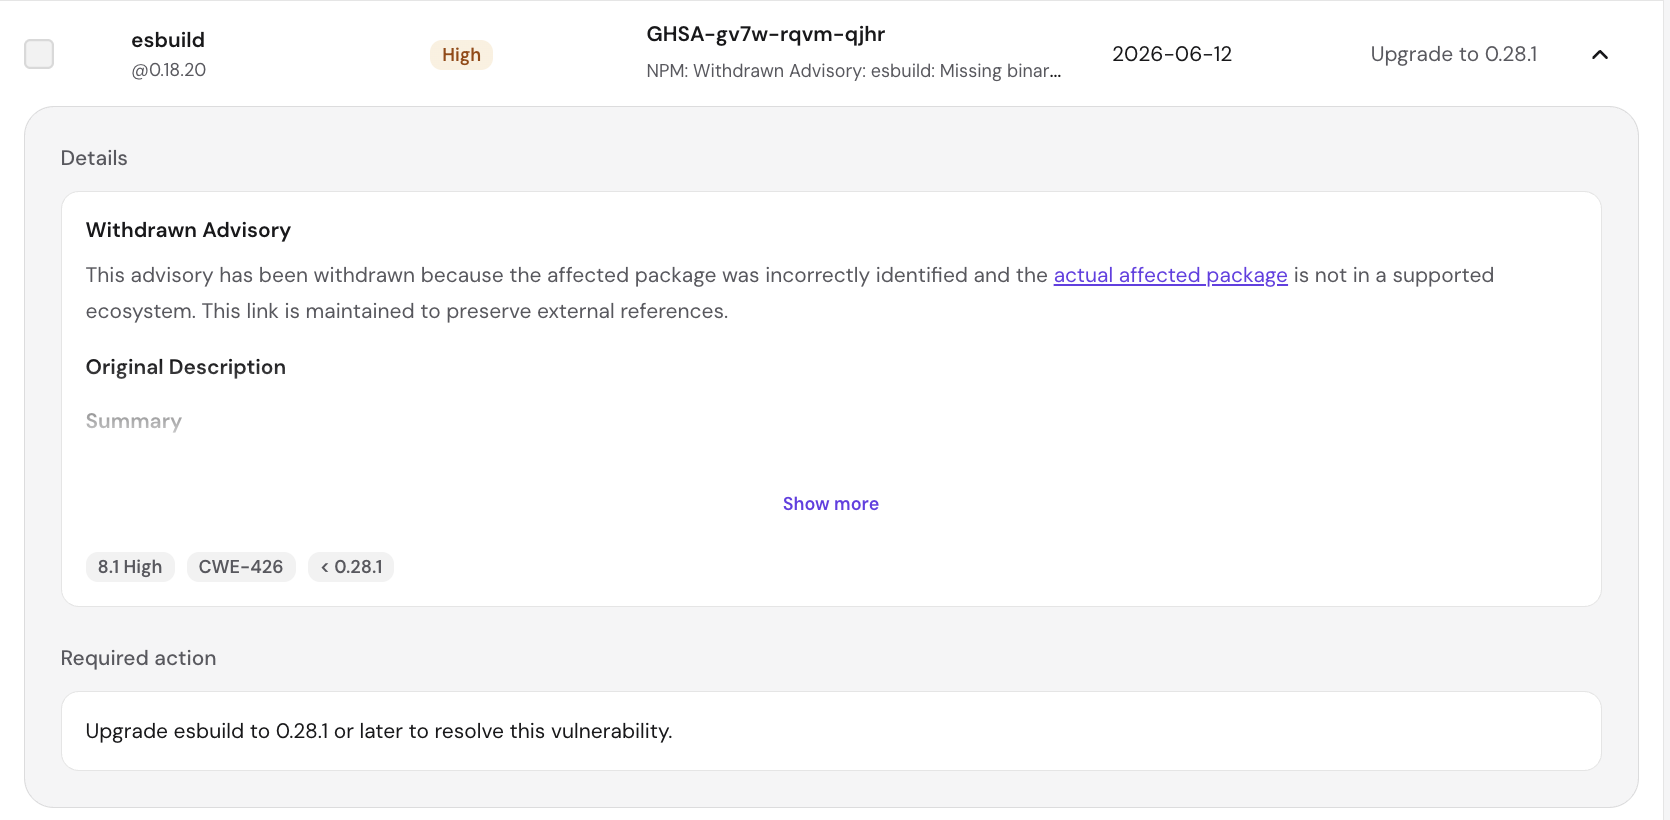 esbuild
@0.18.20
High
GHSA-gv7w-rqvm-qjhr
NPM: Withdrawn Advisory: esbuild: Missing binar...
2026-06-12
Upgrade to 0.28.1
Details
Withdrawn Advisory
This advisory has been withdrawn because the affected package was incorrectly identified and the actual affected package is not in a supported
ecosystem. This link is maintained to preserve external references.
Original Description
Summary
Show more
8.1 High
CWE-426
< 0.28.1
Required action
Upgrade esbuild to 0.28.1 or later to resolve this vulnerability.